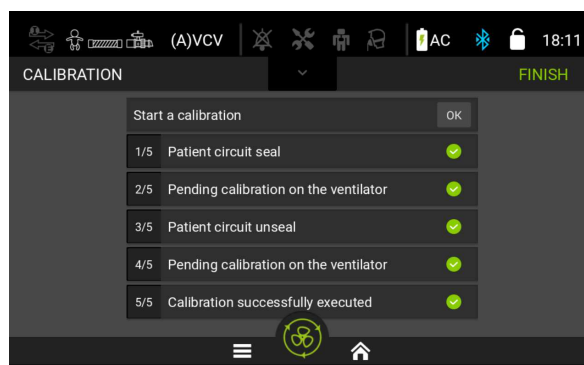 (A)VCV AC 18:11
CALIBRATION FINISH
Start a calibration OK
1/5 Patient circuit seal
2/5 Pending calibration on the ventilator
3/5 Patient circuit unseal
4/5 Pending calibration on the ventilator
5/5 Calibration successfully executed